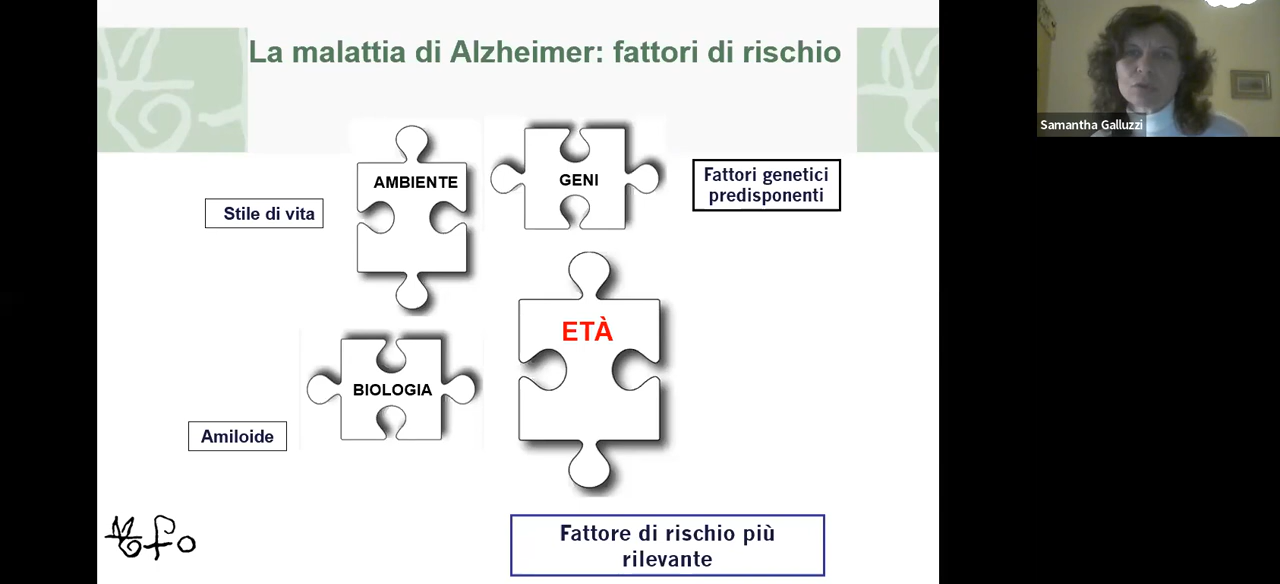 La malattia di Alzheimer: fattori di rischio
Samantha Galluzzi
AMBIENTE
GENI
Fattori genetici
predisponenti
Stile di vita
ETÀ
BIOLOGIA
Amiloide
Fattore di rischio più
rilevante